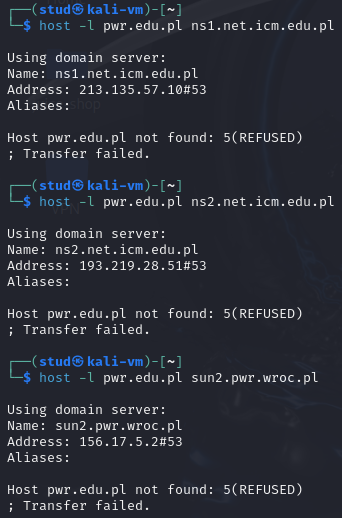 ┌──(stud㉿kali-vm)-[~]
└─$ host -l pwr.edu.pl ns1.net.icm.edu.pl
Using domain server:
Name: ns1.net.icm.edu.pl
Address: 213.135.57.10#53
Aliases:
Host pwr.edu.pl not found: 5(REFUSED)
; Transfer failed.
┌──(stud㉿kali-vm)-[~]
└─$ host -l pwr.edu.pl ns2.net.icm.edu.pl
Using domain server:
Name: ns2.net.icm.edu.pl
Address: 193.219.28.51#53
Aliases:
Host pwr.edu.pl not found: 5(REFUSED)
; Transfer failed.
┌──(stud㉿kali-vm)-[~]
└─$ host -l pwr.edu.pl sun2.pwr.wroc.pl
Using domain server:
Name: sun2.pwr.wroc.pl
Address: 156.17.5.2#53
Aliases:
Host pwr.edu.pl not found: 5(REFUSED)
; Transfer failed.